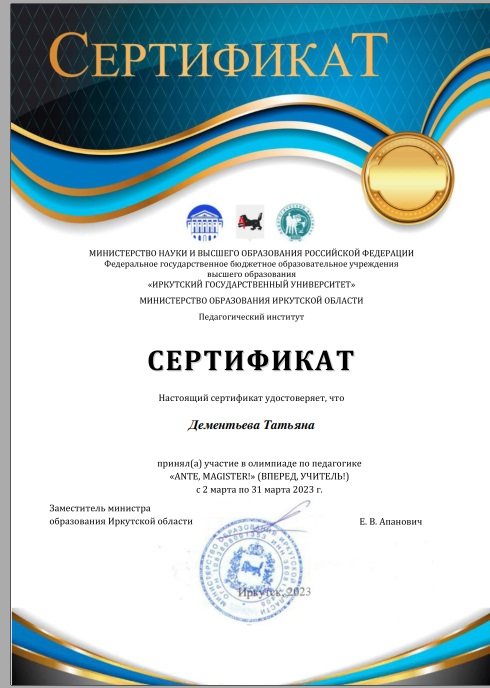 СЕРТИФИКАТ
МИНИСТЕРСТВО НАУКИ И ВЫСШЕГО ОБРАЗОВАНИЯ РОССИЙСКОЙ ФЕДЕРАЦИИ
Федеральное государственное бюджетное образовательное учреждения
высшего образования
«ИРКУТСКИЙ ГОСУДАРСТВЕННЫЙ УНИВЕРСИТЕТ»
МИНИСТЕРСТВО ОБРАЗОВАНИЯ ИРКУТСКОЙ ОБЛАСТИ
Педагогический институт
СЕРТИФИКАТ
Настоящий сертификат удостоверяет, что
Дементьева Татьяна
принял(а) участие в олимпиаде по педагогике
«ANTE, MAGISTER!» (ВПЕРЕД, УЧИТЕЛЬ!)
с 2 марта по 31 марта 2023 г.
Заместитель министра
образования Иркутской области
Е. В. Апанович
Иркутск, 2023